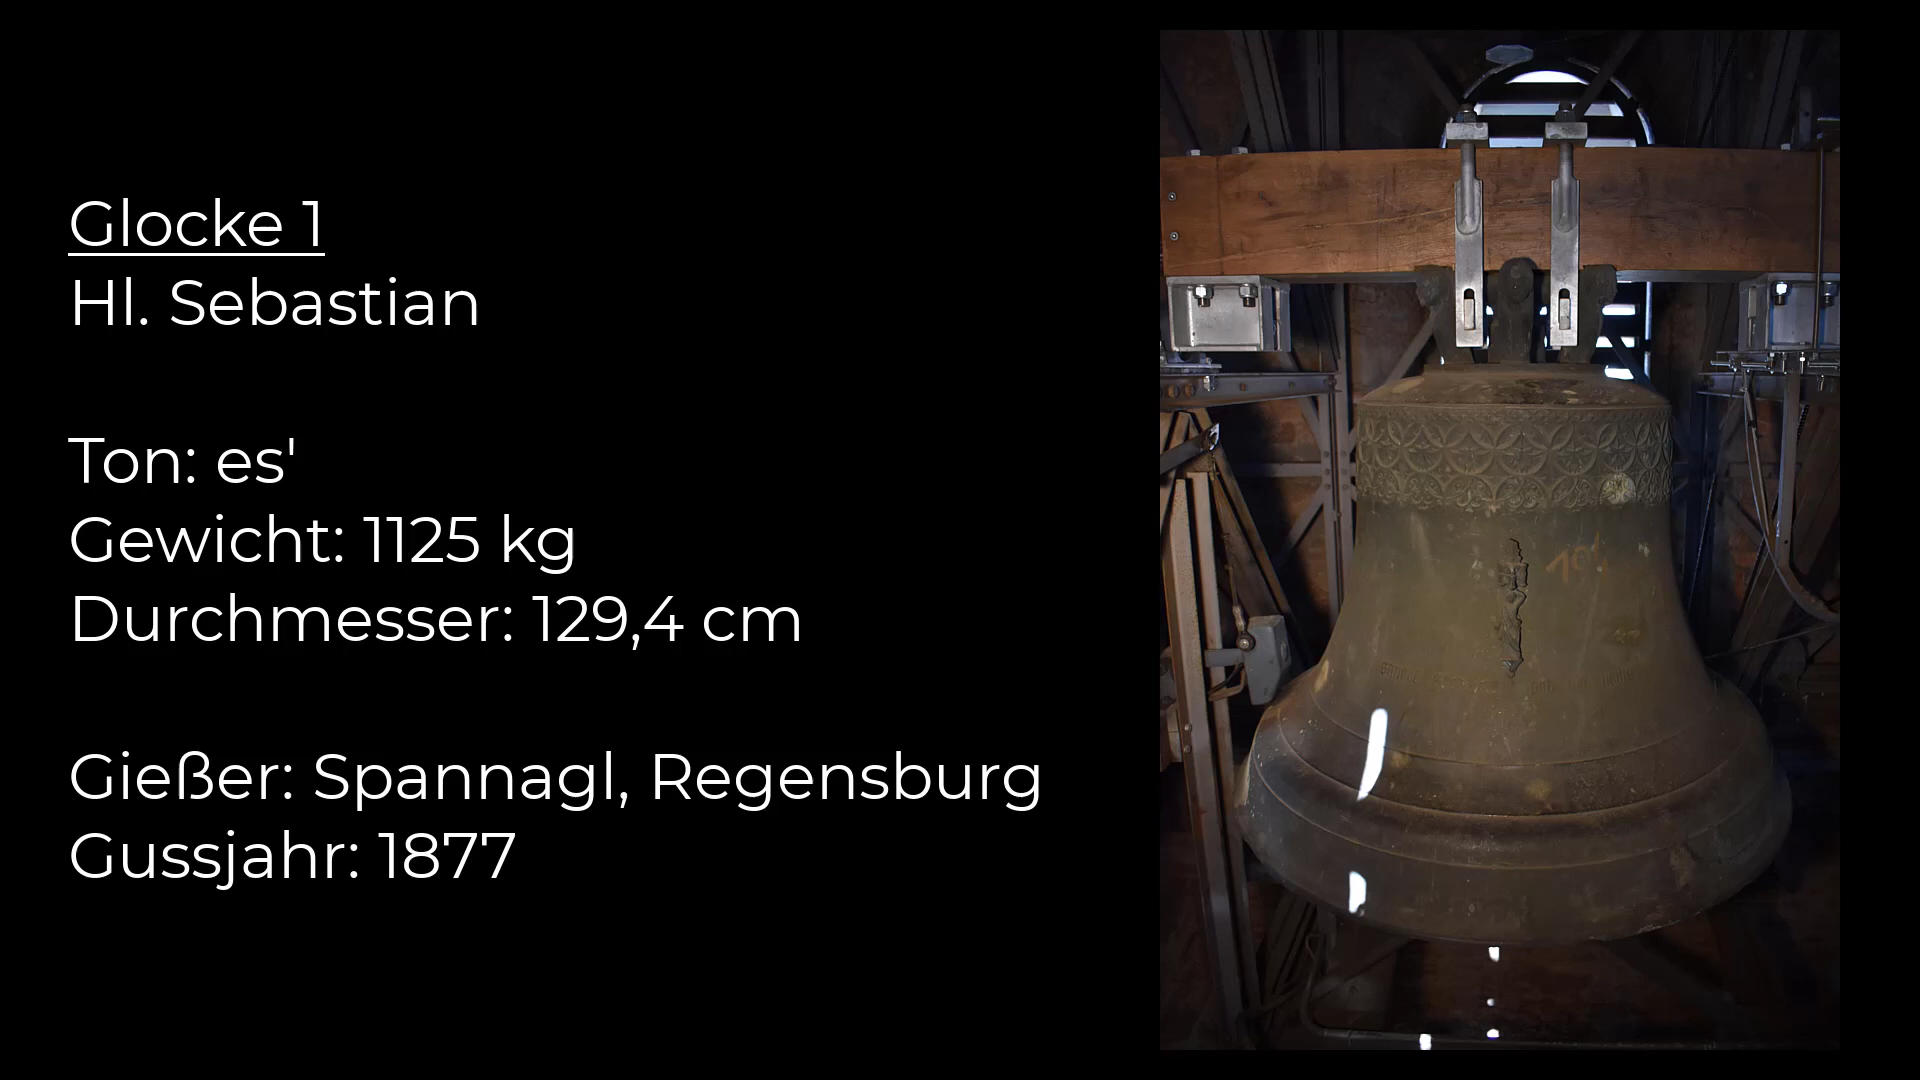 Glocke 1
Hl. Sebastian
Ton: es'
Gewicht: 1125 kg
Durchmesser: 129,4 cm
Gießer: Spannagl, Regensburg
Gussjahr: 1877